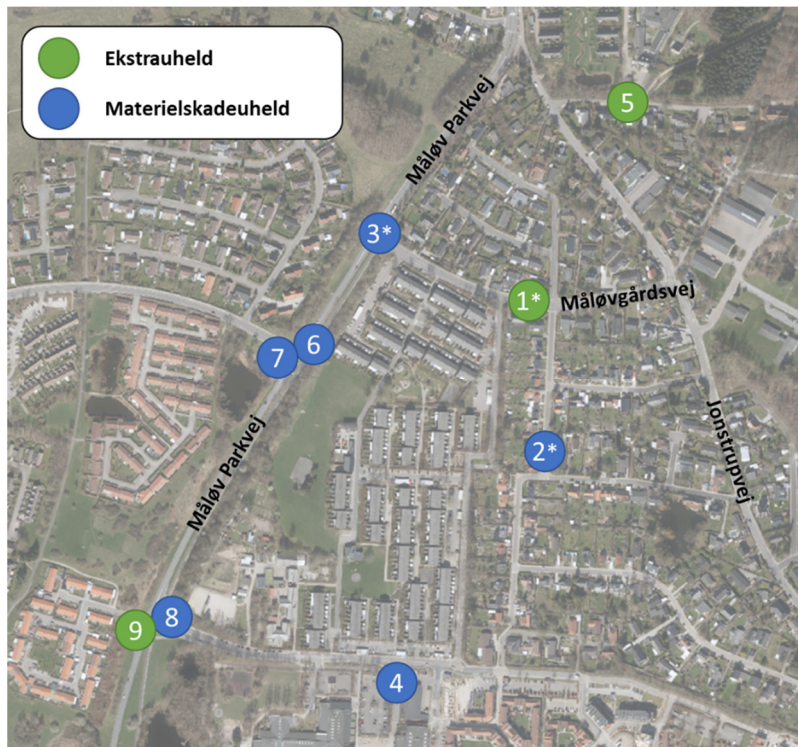 Ekstrauheld
Materielskadeuheld
Måløv Parkvej
5
3*
1*
Måløvgårdsvej
7
6
Jonstrupvej
2*
Måløv Parkvej
9
8
4